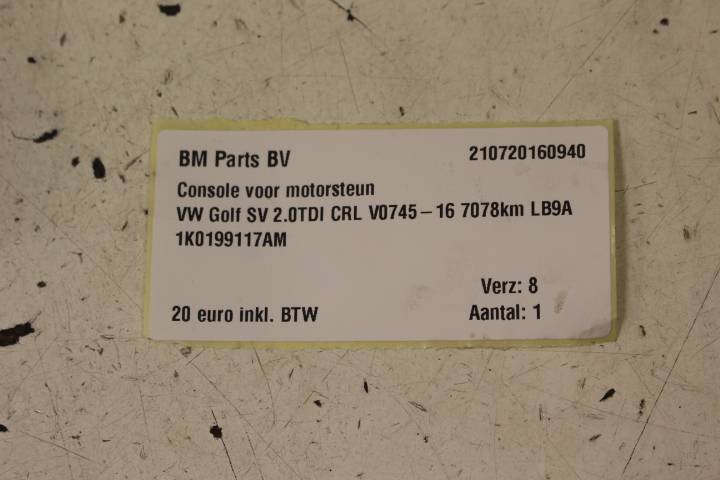 BM Parts BV 210720160940
Console voor motorsteun
VW Golf SV 2.0TDI CRL V0745-16 7078km LB9A
1K0199117AM
Verz: 8
20 euro inkl. BTW Aantal: 1